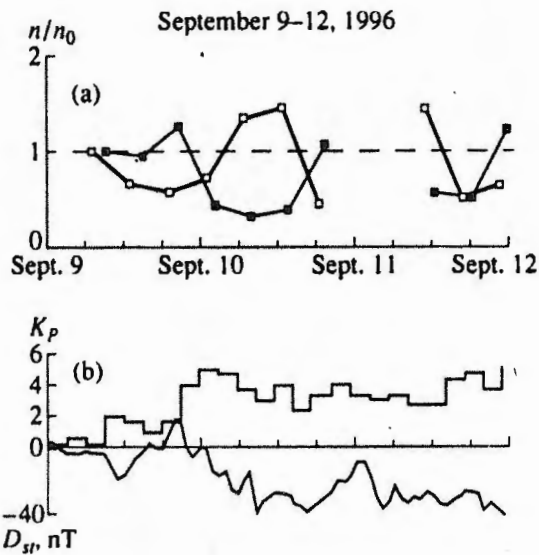 September 9–12, 1996
n/n0
2
(a)
1
0
Sept. 9 Sept. 10 Sept. 11 Sept. 12
KP
6
(b)
4
2
0
−40
Dst, nT